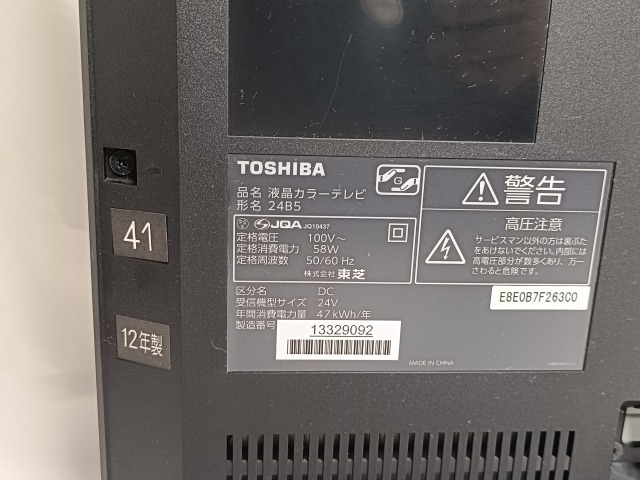 TOSHIBA
品名 液晶カラーテレビ
形名 24B5
JQA JQ10437
定格電圧 100V～
定格消費電力 58W
定格周波数 50/60 Hz
株式会社 東芝
区分名 DC
受信機型サイズ 24V
年間消費電力量 47 kWh/年
製造番号
13329092
MADE IN CHINA
警告
高圧注意
サービスマン以外の方は裏ぶた
をあけないでください。内部には
高電圧部分が数多くあり、万一
さわると危険です。
E8E0B7F263C0
41
12年製